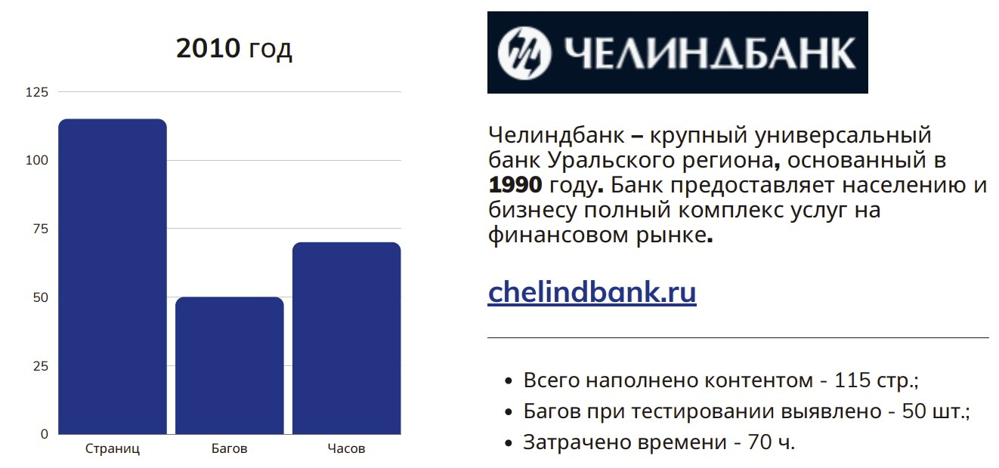 2010 год
125
100
75
50
25
0
Страниц
Багов
Часов
ЧЕЛИНДБАНК
Челиндбанк – крупный универсальный
банк Уральского региона, основанный в
1990 году. Банк предоставляет населению и
бизнесу полный комплекс услуг на
финансовом рынке.
chelindbank.ru
• Всего наполнено контентом - 115 стр.;
• Багов при тестировании выявлено - 50 шт.;
• Затрачено времени - 70 ч.